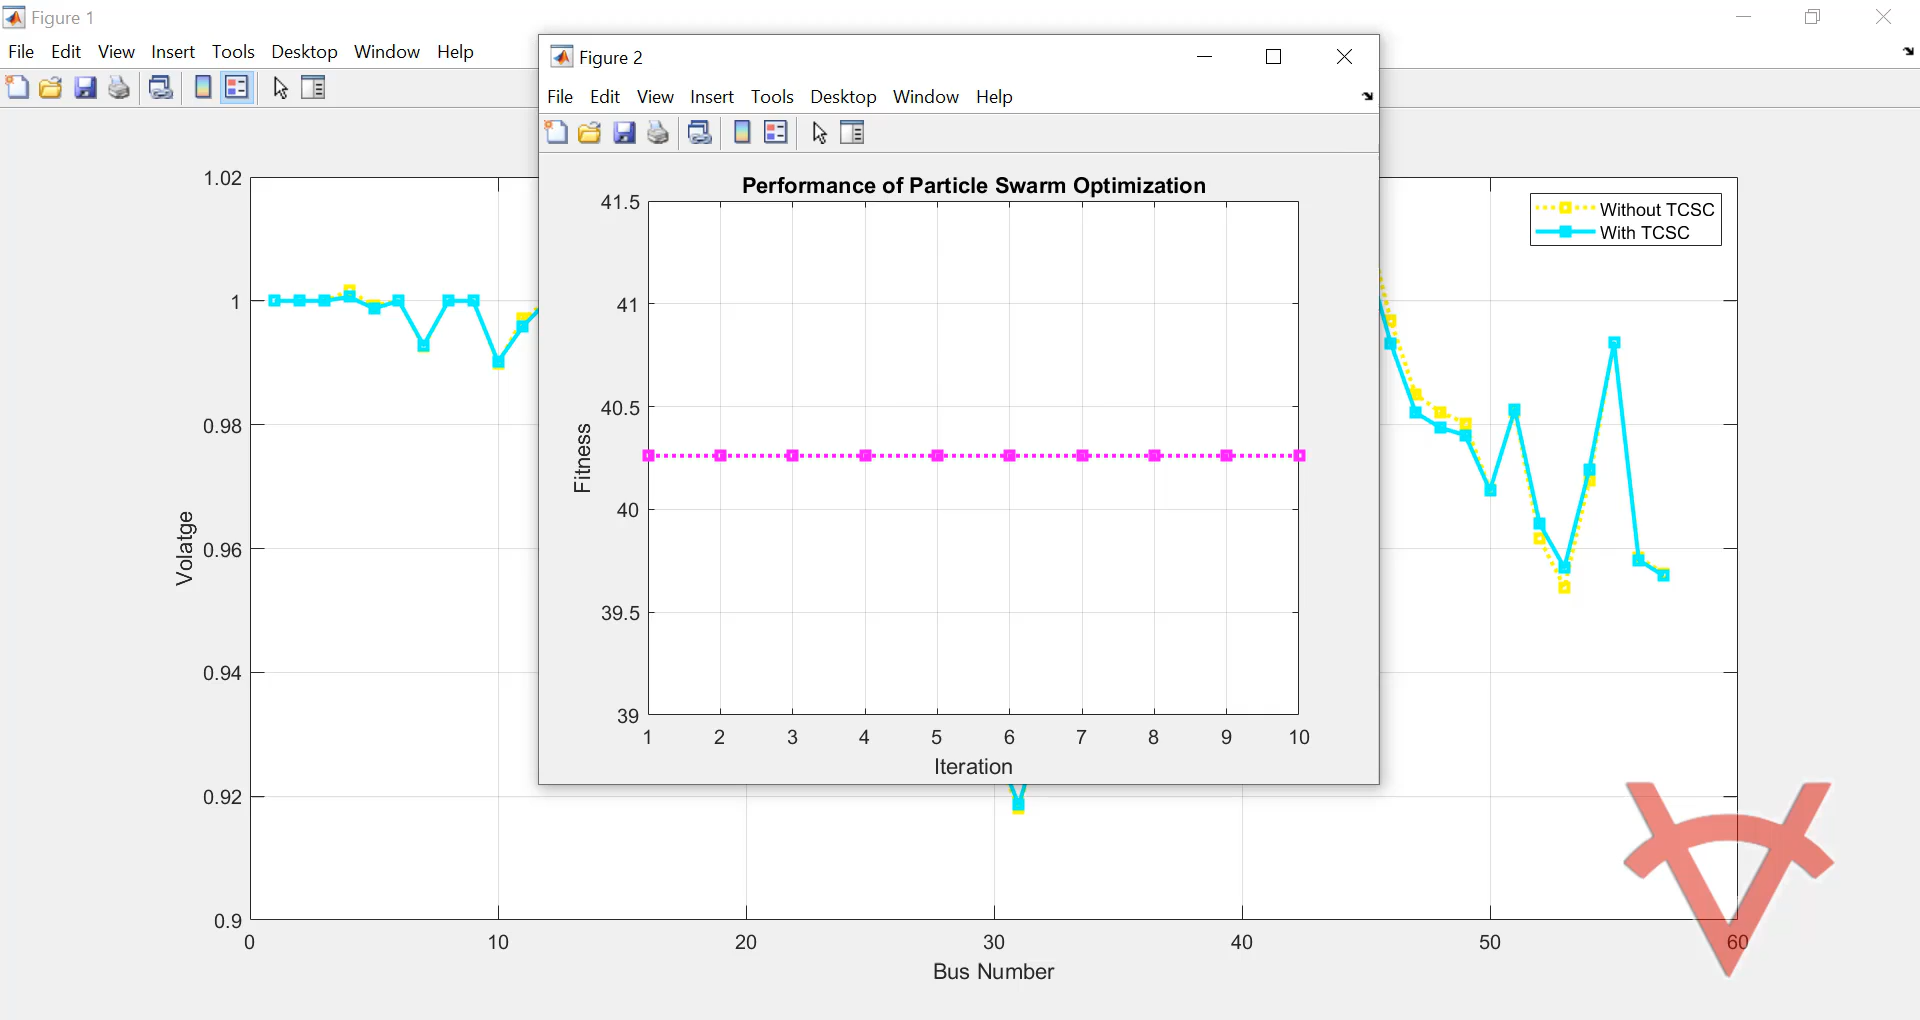 Figure 1
File Edit View Insert Tools Desktop Window Help
Figure 2
File Edit View Insert Tools Desktop Window Help
Performance of Particle Swarm Optimization
41.5
41
40.5
40
39.5
39
Fitness
1 2 3 4 5 6 7 8 9 10
Iteration
Without TCSC
With TCSC
1.02
1
0.98
0.96
0.94
0.92
0.9
Volatge
0 10 20 30 40 50 60
Bus Number